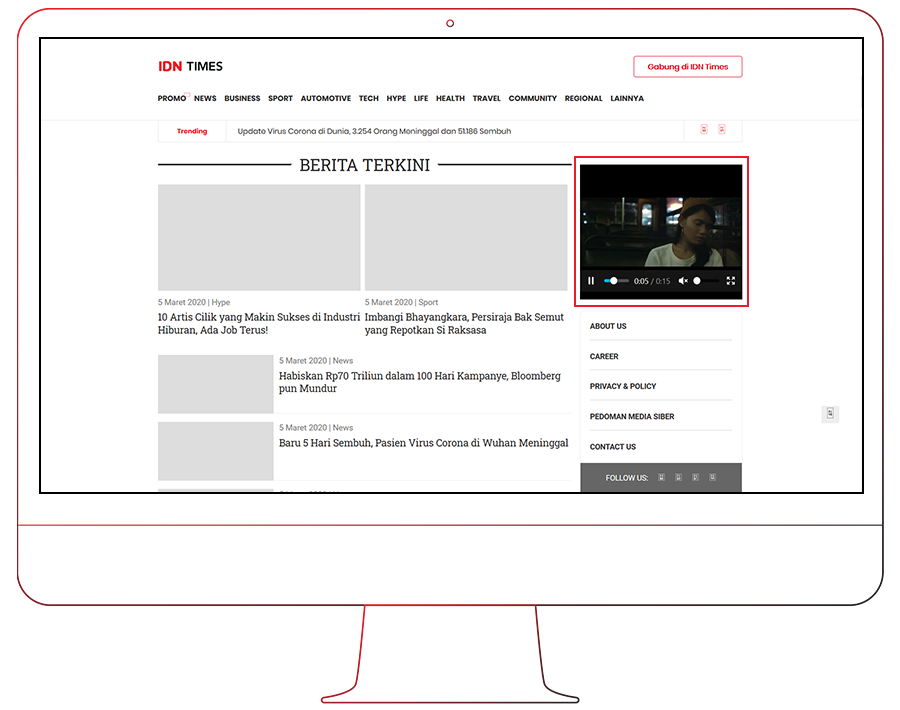 IDN TIMES
Gabung di IDN Times
PROMO NEWS BUSINESS SPORT AUTOMOTIVE TECH HYPE LIFE HEALTH TRAVEL COMMUNITY REGIONAL LAINNYA
Trending
Update Virus Corona di Dunia, 3.254 Orang Meninggal dan 51.186 Sembuh
BERITA TERKINI
5 Maret 2020 | Hype
10 Artis Cilik yang Makin Sukses di Industri
Hiburan, Ada Job Terus!
5 Maret 2020 | Sport
Imbangi Bhayangkara, Persiraja Bak Semut
yang Repotkan Si Raksasa
5 Maret 2020 | News
Habiskan Rp70 Triliun dalam 100 Hari Kampanye, Bloomberg
pun Mundur
5 Maret 2020 | News
Baru 5 Hari Sembuh, Pasien Virus Corona di Wuhan Meninggal
0:05 / 0:15
ABOUT US
CAREER
PRIVACY & POLICY
PEDOMAN MEDIA SIBER
CONTACT US
FOLLOW US: